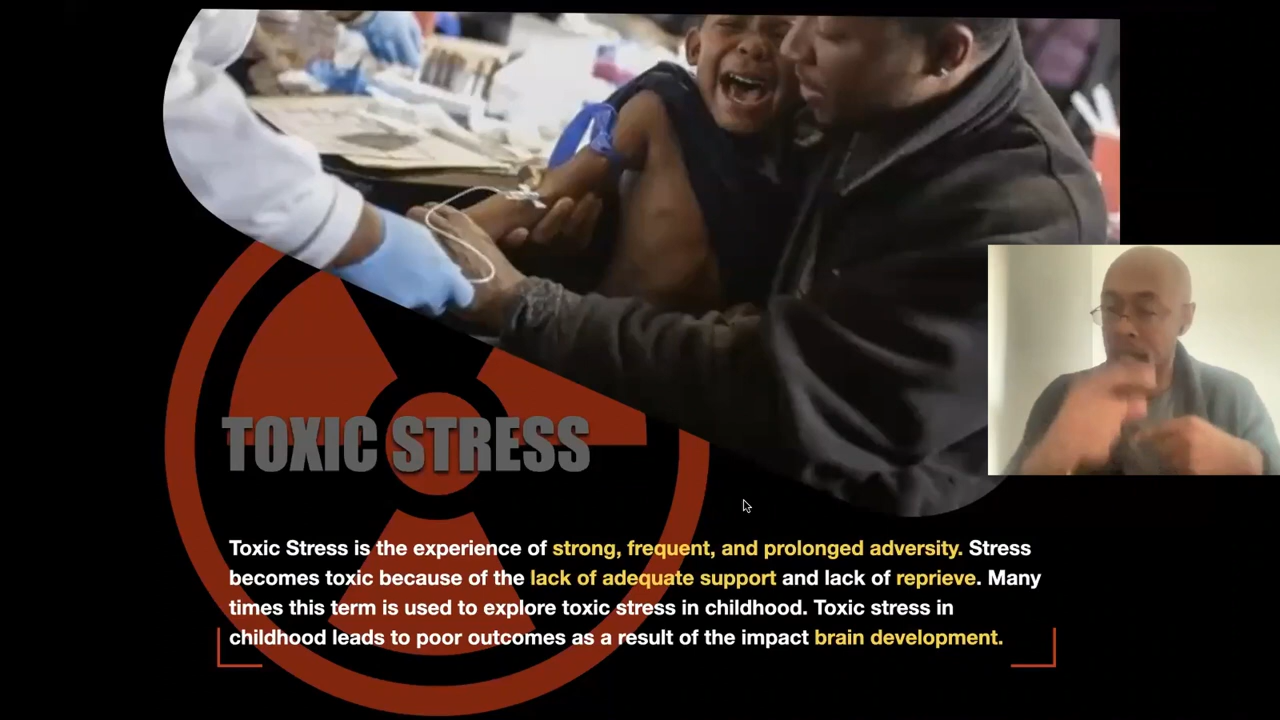 TOXIC STRESS
Toxic Stress is the experience of strong, frequent, and prolonged adversity. Stress
becomes toxic because of the lack of adequate support and lack of reprieve. Many
times this term is used to explore toxic stress in childhood. Toxic stress in
childhood leads to poor outcomes as a result of the impact brain development.